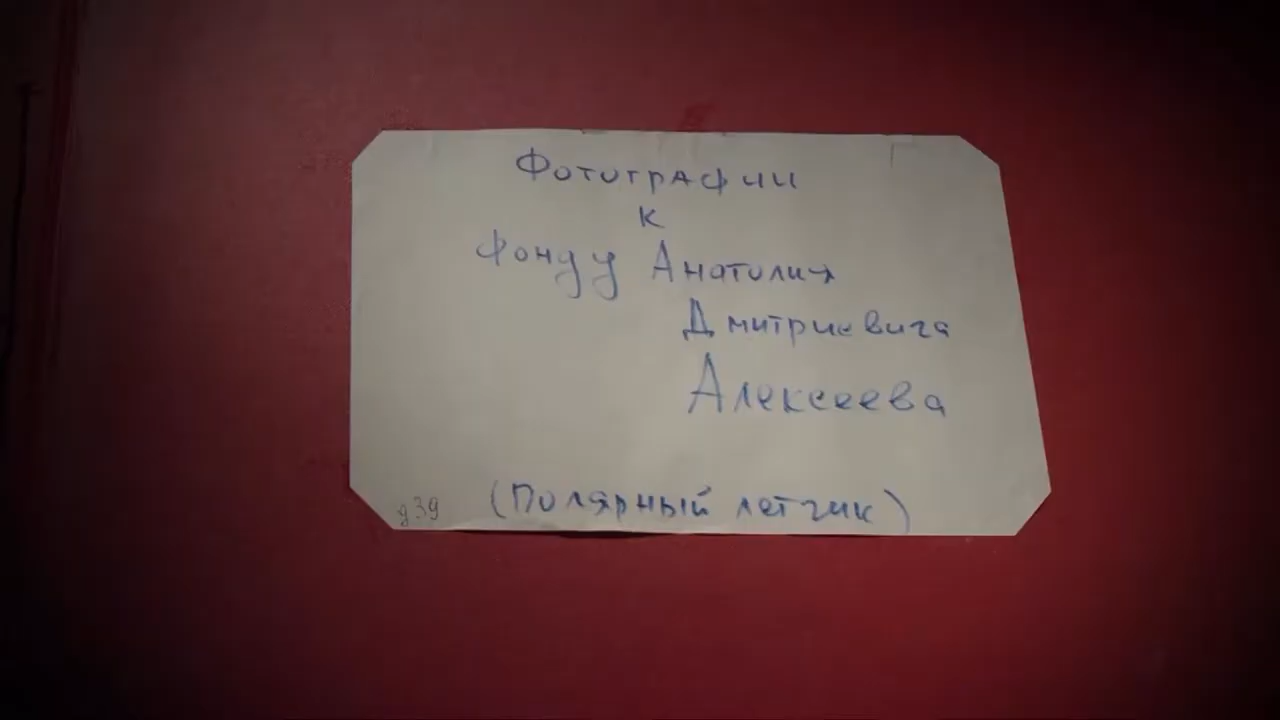 Фотографии
к
фонду Анатолия
Дмитриевича
Алексеева
(Полярный летчик)